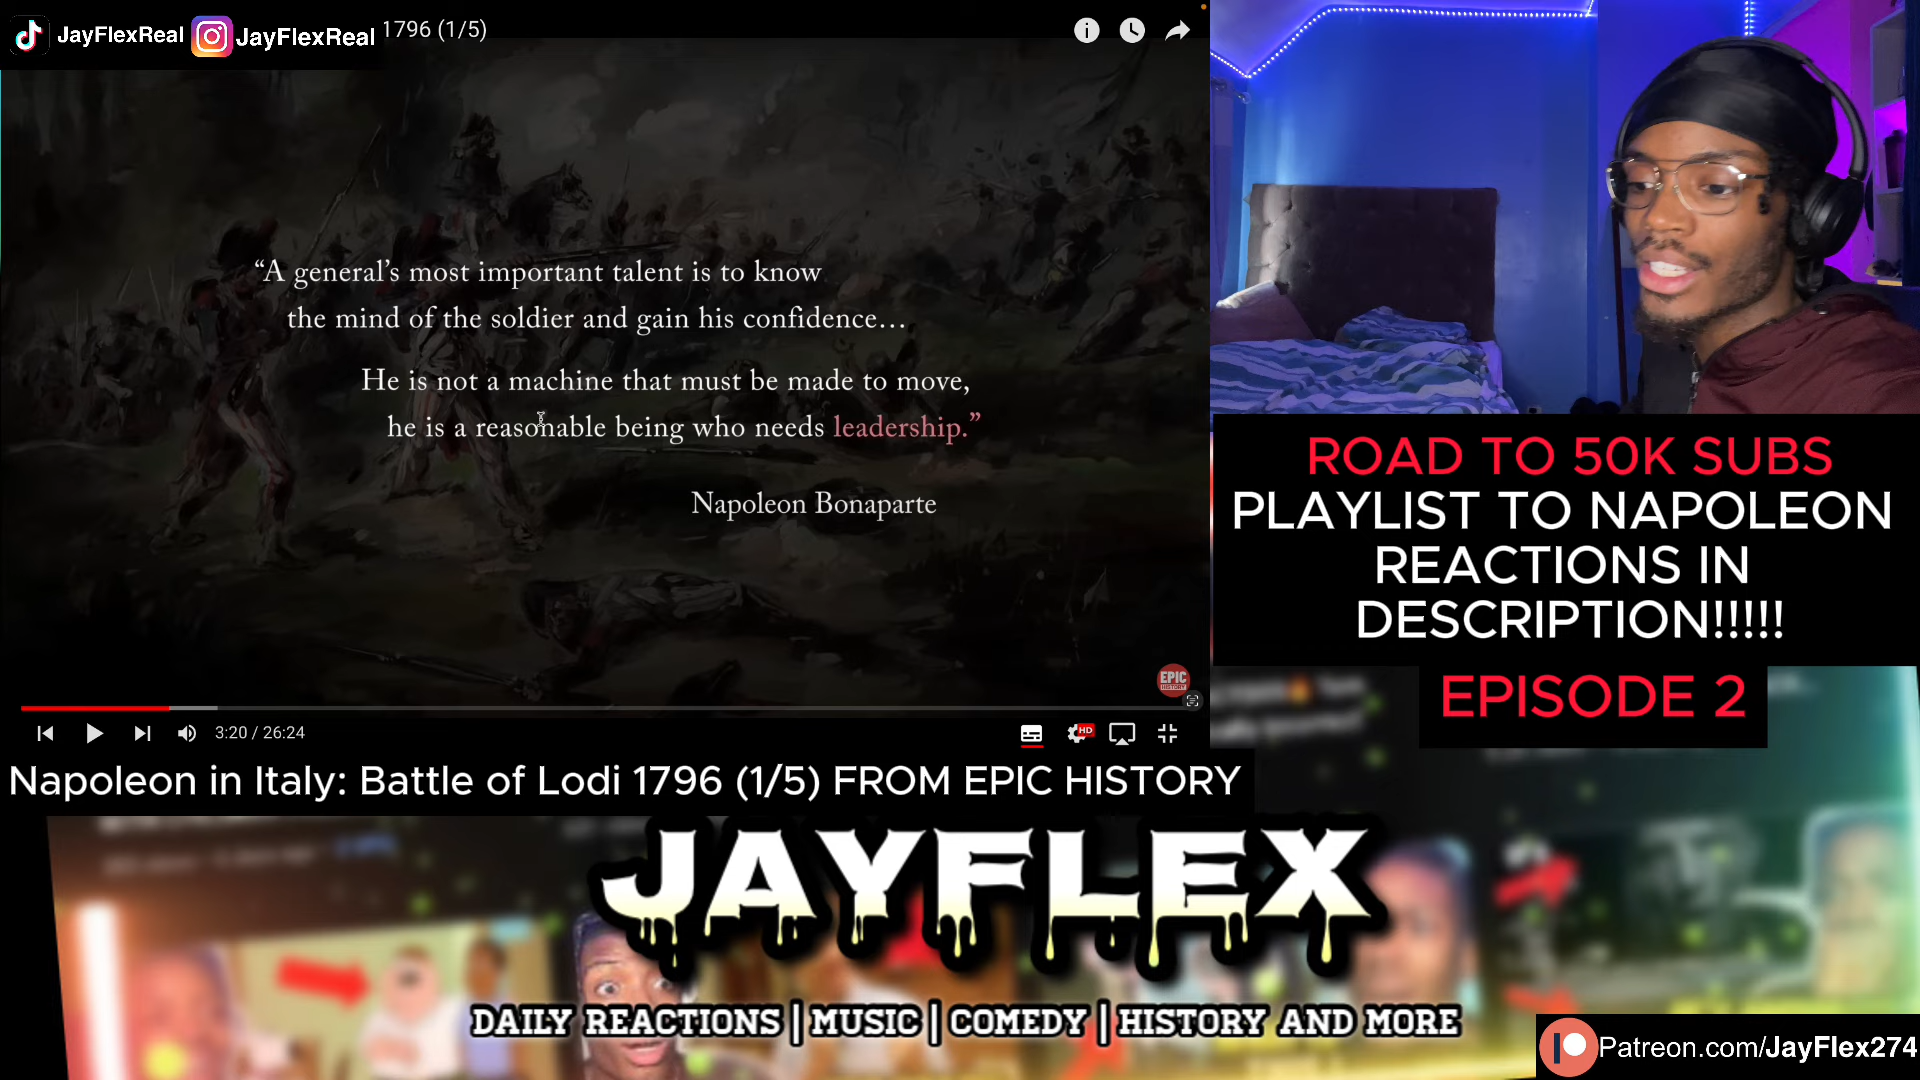 JayFlexReal
JayFlexReal
1796 (1/5)
“A general’s most important talent is to know
the mind of the soldier and gain his confidence…
He is not a machine that must be made to move,
he is a reasonable being who needs leadership.”
Napoleon Bonaparte
EPIC
HISTORY
HD
3:20 / 26:24
Napoleon in Italy: Battle of Lodi 1796 (1/5) FROM EPIC HISTORY
ROAD TO 50K SUBS
PLAYLIST TO NAPOLEON
REACTIONS IN
DESCRIPTION!!!!!
EPISODE 2
JAYFLEX
DAILY REACTIONS | MUSIC | COMEDY | HISTORY AND MORE
Patreon.com/JayFlex274